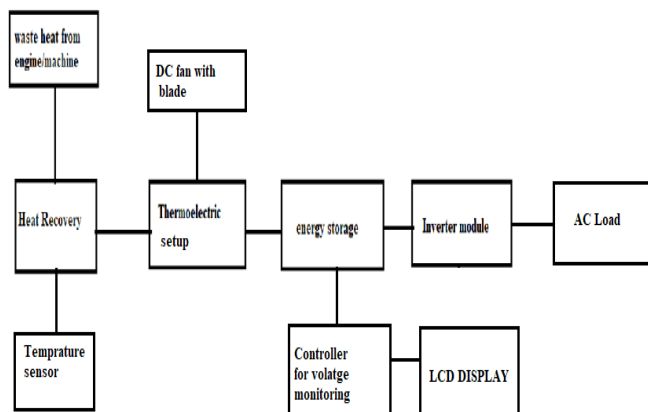 waste heat from
engine/machine
DC fan with
blade
Heat Recovery
Thermoelectric
setup
energy storage
Inverter module
AC Load
Temprature
sensor
Controller
for volatge
monitoring
LCD DISPLAY